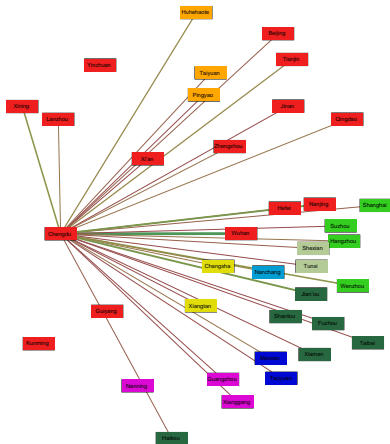 Huhehaote
Beijing
Tianjin
Yinchuan
Taiyuan
Pingyao
Xining
Lanzhou
Jinan
Qingdao
Zhengzhou
Xi'an
Hefei
Nanjing
Shanghai
Suzhou
Chengdu
Wuhan
Hangzhou
Shexian
Changsha
Nanchang
Tunxi
Wenzhou
Jian'ou
Xiangtan
Guiyang
Shantou
Fuzhou
Taibei
Kunming
Xiamen
Guangzhou
Nanning
Xianggang
Haikou